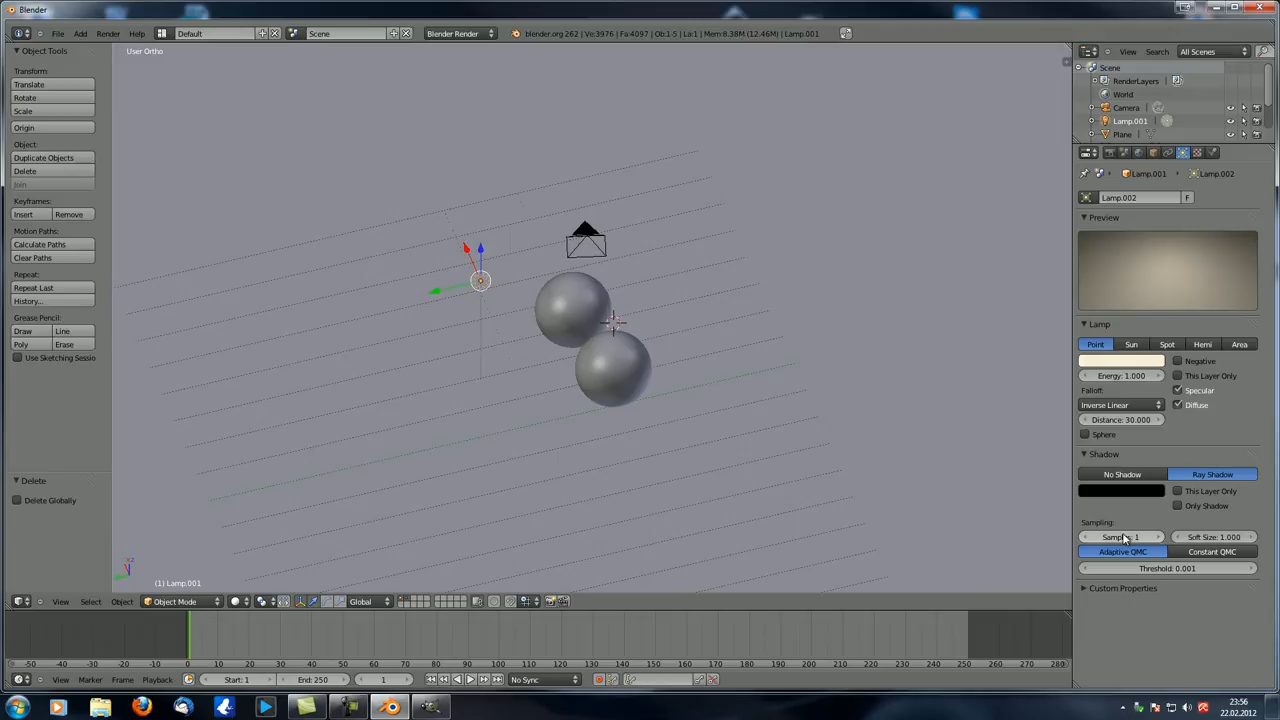 Blender
File Add Render Help Default Scene Blender Render blender.org 262 | Ve:3976 | Fa:4097 | Ob:1-5 | La:1 | Mem:8.38M (12.46M) | Lamp.001
Object Tools
Transform:
Translate
Rotate
Scale
Origin
Object:
Duplicate Objects
Delete
Join
Keyframes:
Insert Remove
Motion Paths:
Calculate Paths
Clear Paths
Repeat:
Repeat Last
History...
Grease Pencil:
Draw Line
Poly Erase
Use Sketching Sessio
Delete
Delete Globally
User Ortho
(1) Lamp.001
View Select Object Object Mode Global
View Search All Scenes
Scene
RenderLayers
World
Camera
Lamp.001
Plane
Lamp.001 Lamp.002
Lamp.002 F
Preview
Lamp
Point Sun Spot Hemi Area
Negative
Energy: 1.000 This Layer Only
Falloff: Specular
Inverse Linear Diffuse
Distance: 30.000
Sphere
Shadow
No Shadow Ray Shadow
This Layer Only
Only Shadow
Sampling:
Samples: 1 Soft Size: 1.000
Adaptive QMC Constant QMC
Threshold: 0.001
Custom Properties
-50 -40 -30 -20 -10 0 10 20 30 40 50 60 70 80 90 100 110 120 130 140 150 160 170 180 190 200 210 220 230 240 250 260 270 280
View Marker Frame Playback Start: 1 End: 250 1 No Sync
23:56
22.02.2012